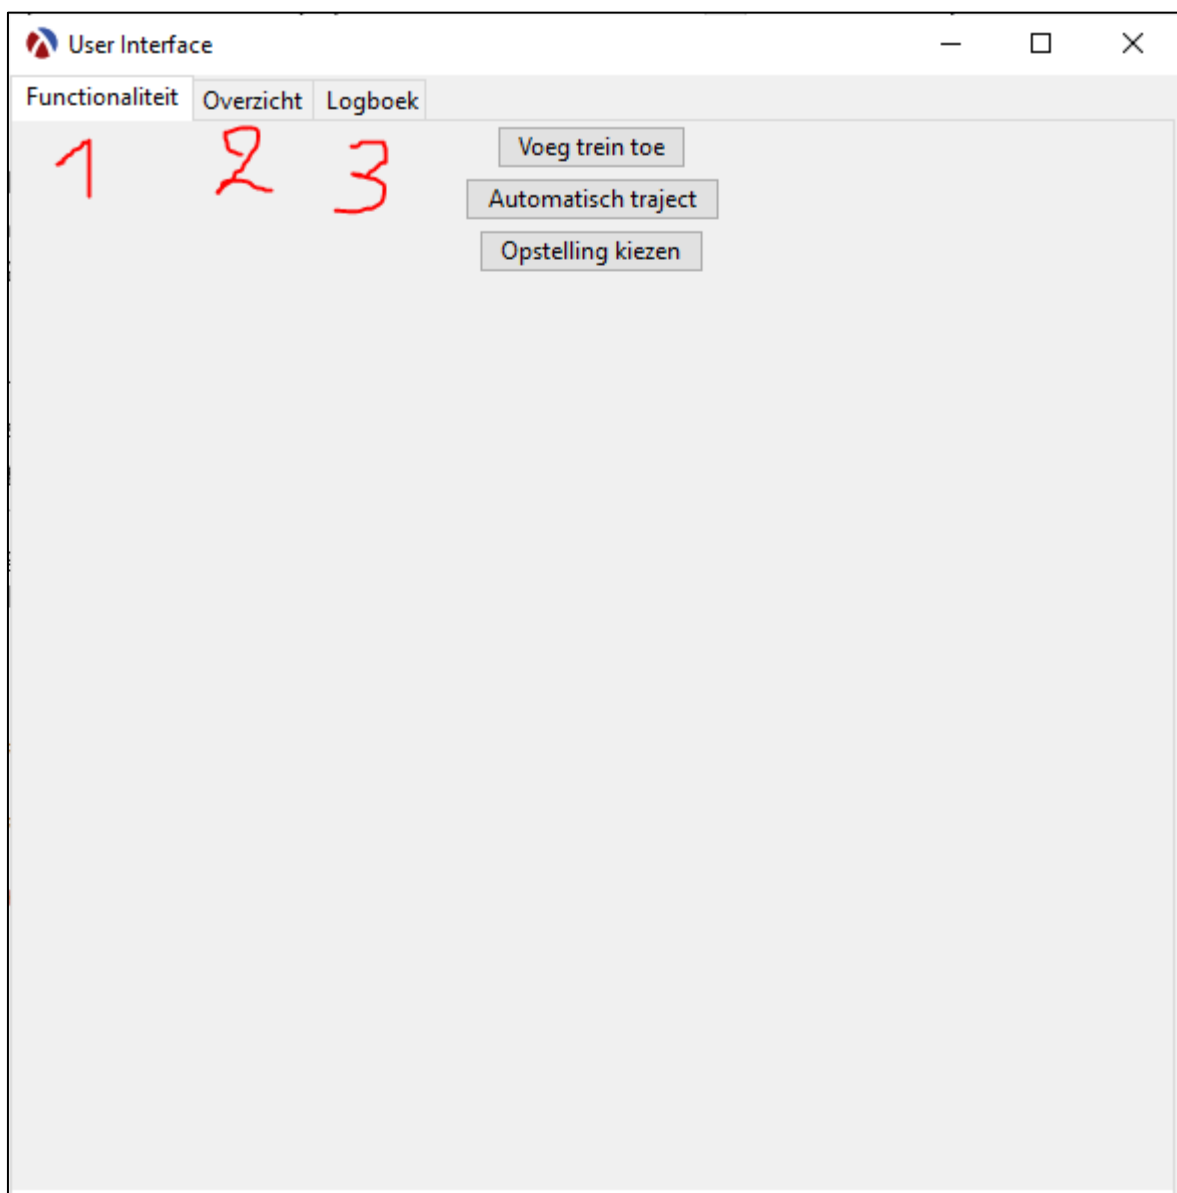 User Interface
Functionaliteit Overzicht Logboek
1 2 3
Voeg trein toe
Automatisch traject
Opstelling kiezen